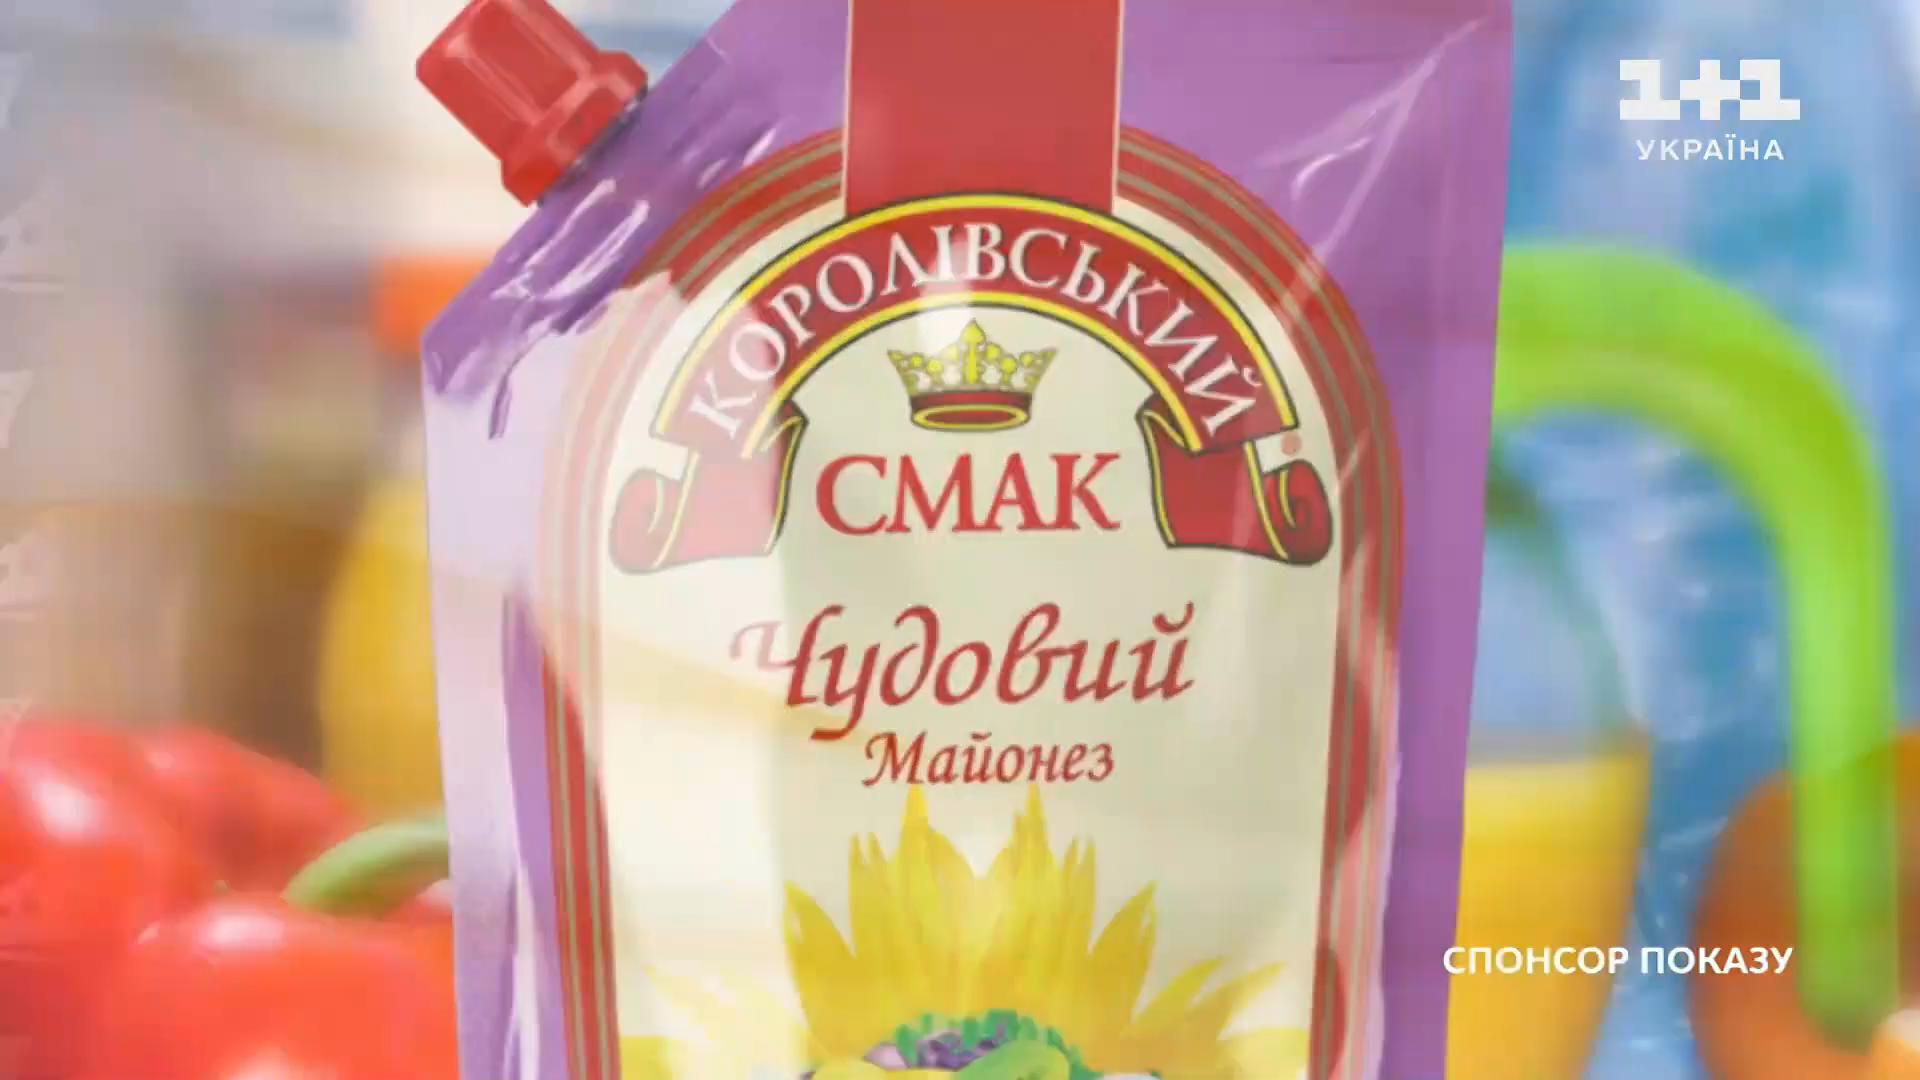 1+1
УКРАЇНА
КОРОЛІВСЬКИЙ
СМАК
Чудовий
Майонез
СПОНСОР ПОКАЗУ